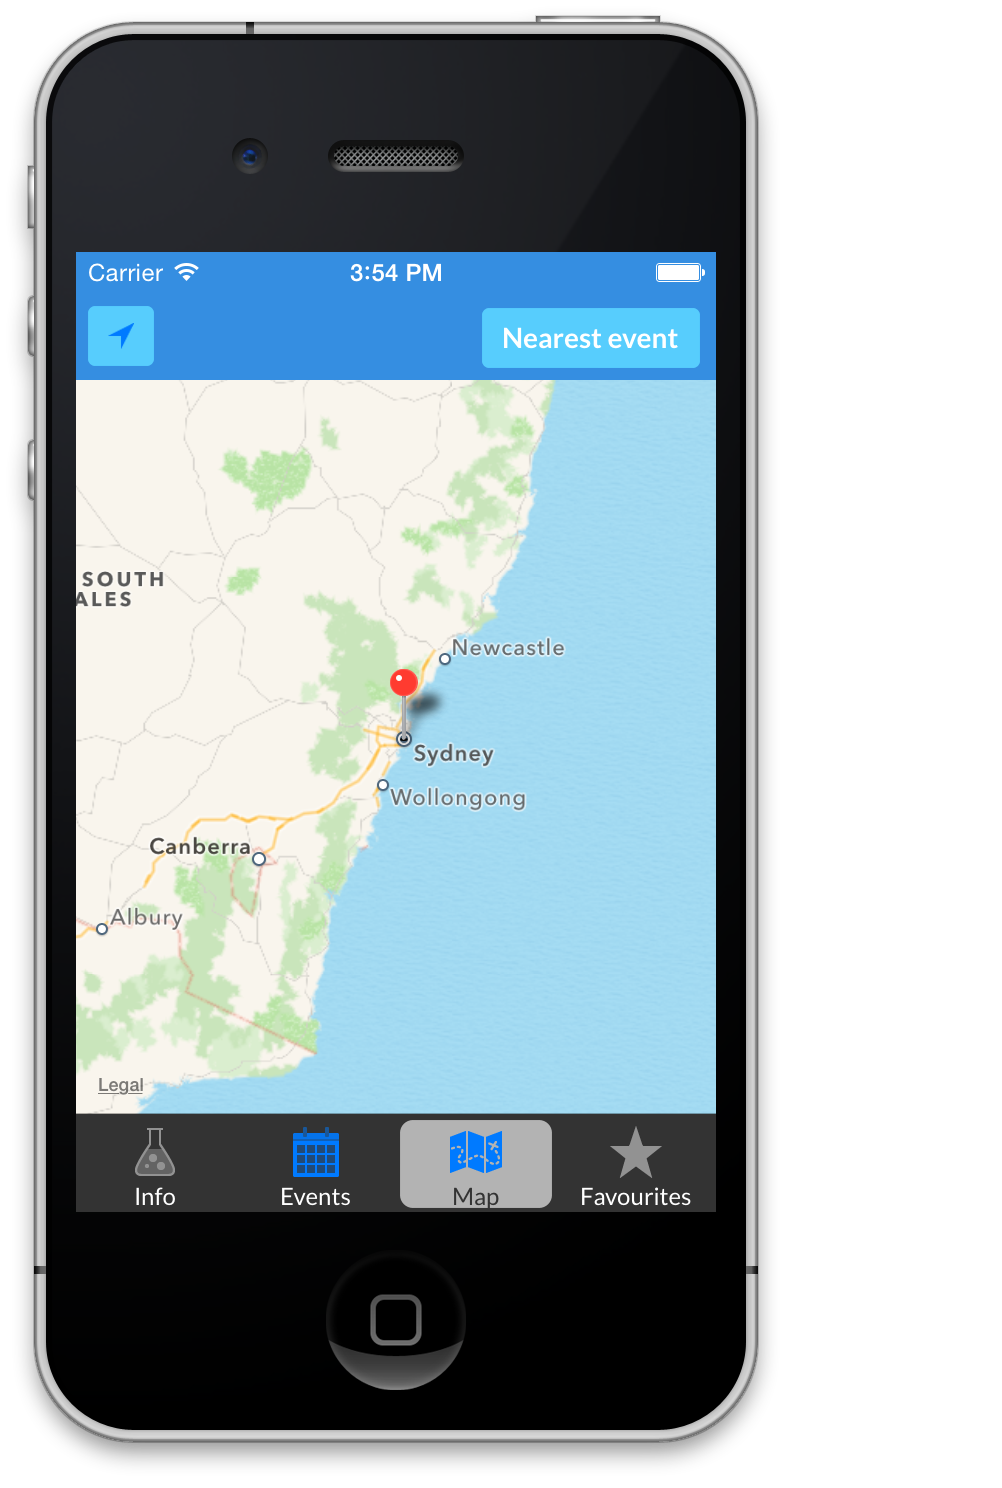 Carrier 3:54 PM
Nearest event
SOUTH
ALES
Newcastle
Sydney
Wollongong
Canberra
Albury
Legal
Info Events Map Favourites